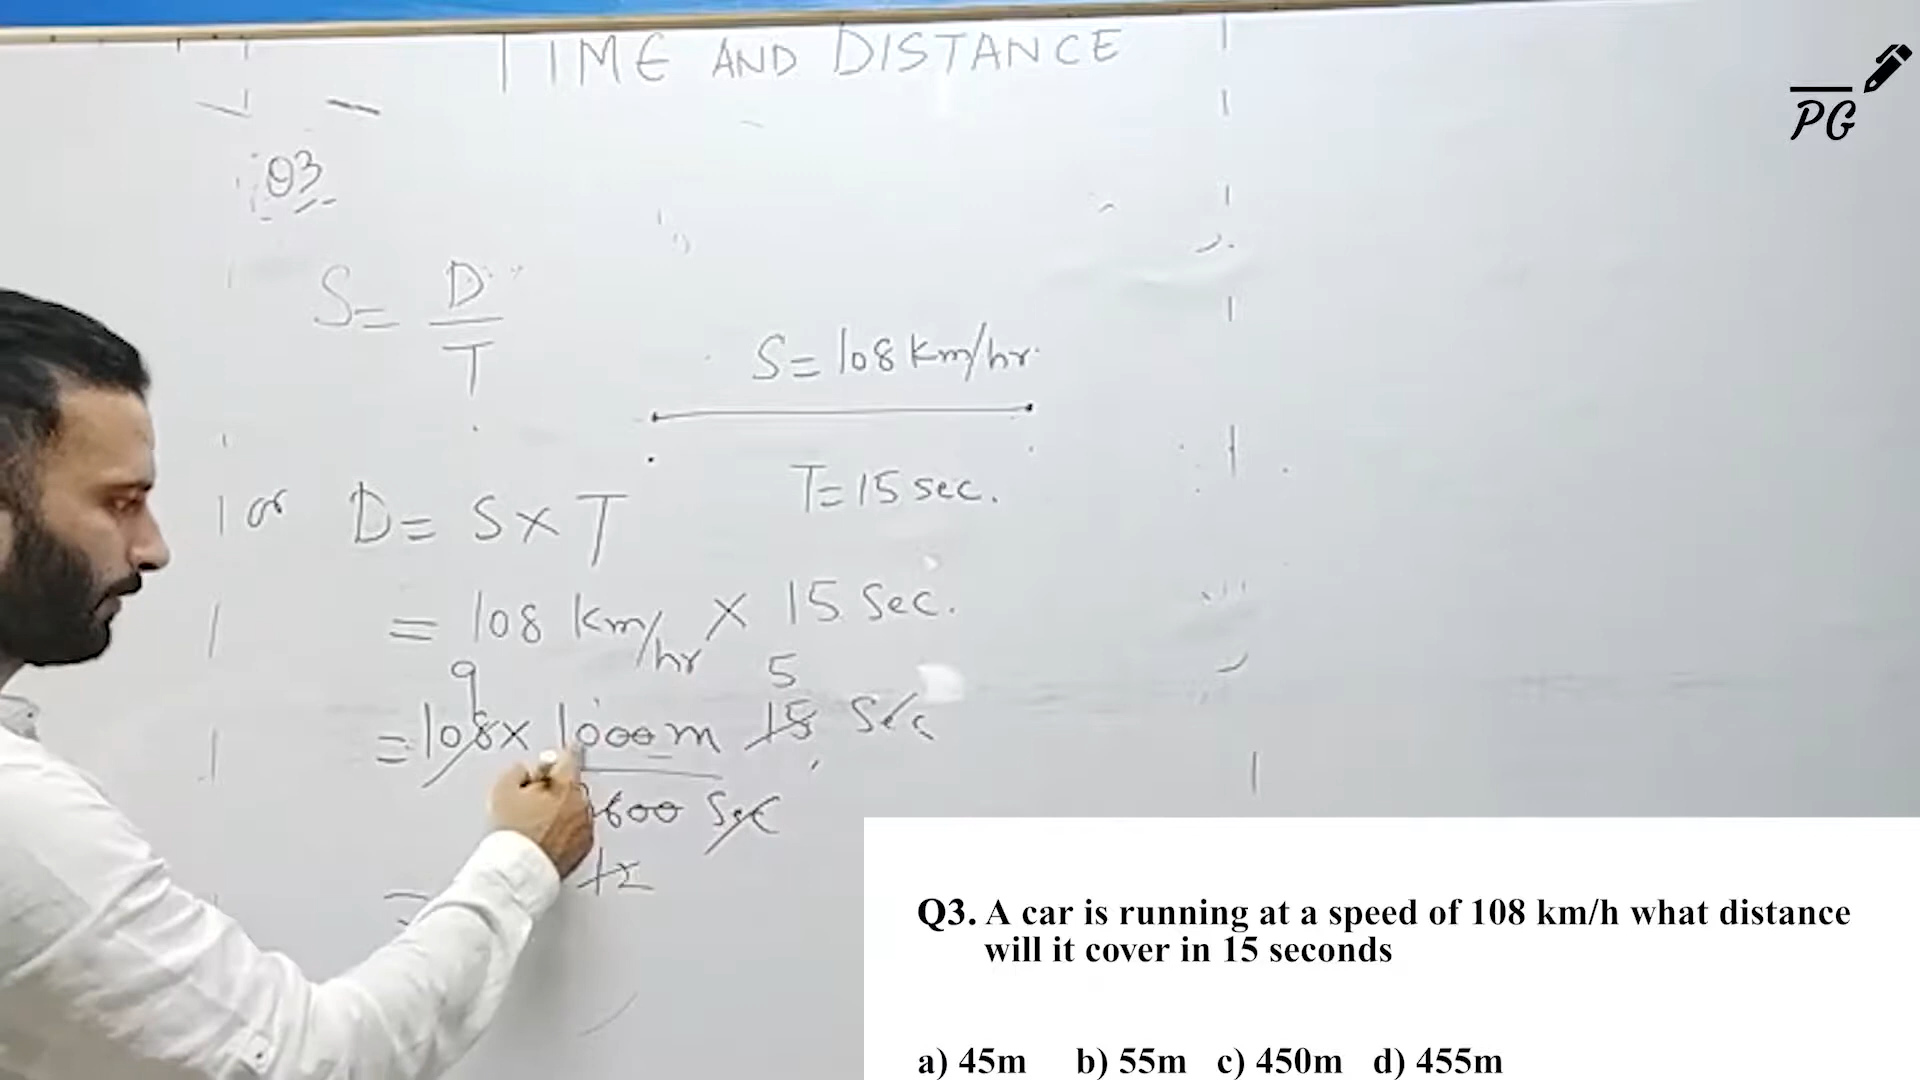 TIME AND DISTANCE
PG
Q3
S = D/T
S = 108 km/hr
T = 15 sec.
or D = S × T
= 108 km/hr × 15 Sec.
9 5
= 108 × 1000m 15 Sec
3600 Sec
12
=
Q3. A car is running at a speed of 108 km/h what distance
will it cover in 15 seconds
a) 45m b) 55m c) 450m d) 455m